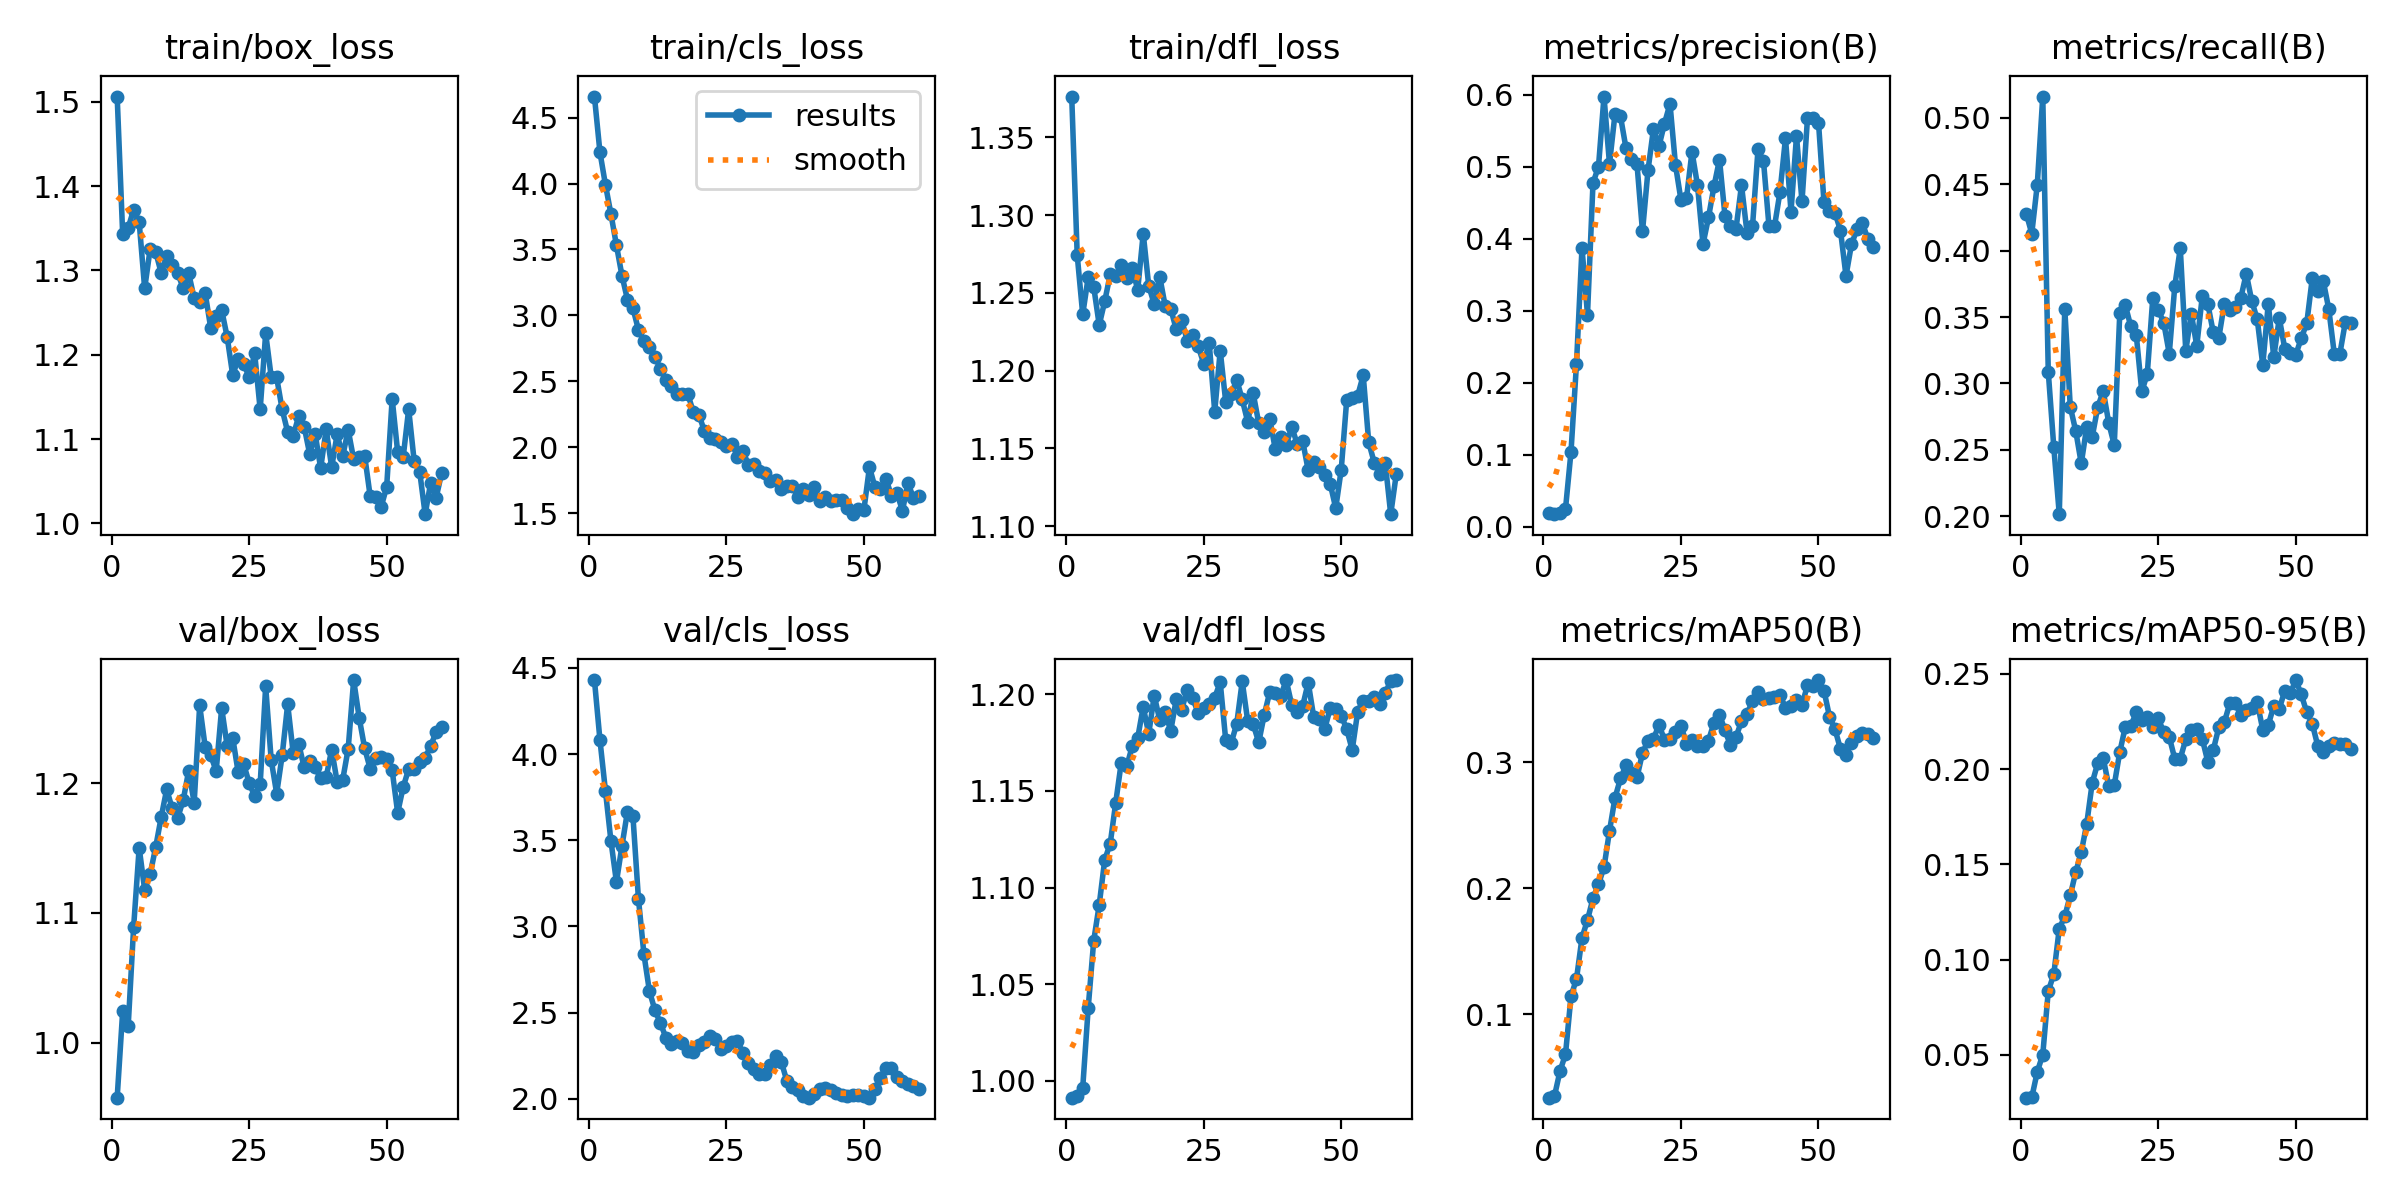 train/box_loss
1.5
1.4
1.3
1.2
1.1
1.0
0 25 50
train/cls_loss
results
smooth
4.5
4.0
3.5
3.0
2.5
2.0
1.5
0 25 50
train/dfl_loss
1.35
1.30
1.25
1.20
1.15
1.10
0 25 50
metrics/precision(B)
0.6
0.5
0.4
0.3
0.2
0.1
0.0
0 25 50
metrics/recall(B)
0.50
0.45
0.40
0.35
0.30
0.25
0.20
0 25 50
val/box_loss
1.2
1.1
1.0
0 25 50
val/cls_loss
4.5
4.0
3.5
3.0
2.5
2.0
0 25 50
val/dfl_loss
1.20
1.15
1.10
1.05
1.00
0 25 50
metrics/mAP50(B)
0.3
0.2
0.1
0 25 50
metrics/mAP50-95(B)
0.25
0.20
0.15
0.10
0.05
0 25 50